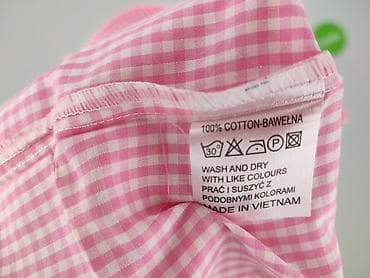 100% COTTON-BAWEŁNA
30°
P
WASH AND DRY
WITH LIKE COLOURS
PRAĆ I SUSZYĆ Z
PODOBNYMI KOLORAMI
MADE IN VIETNAM